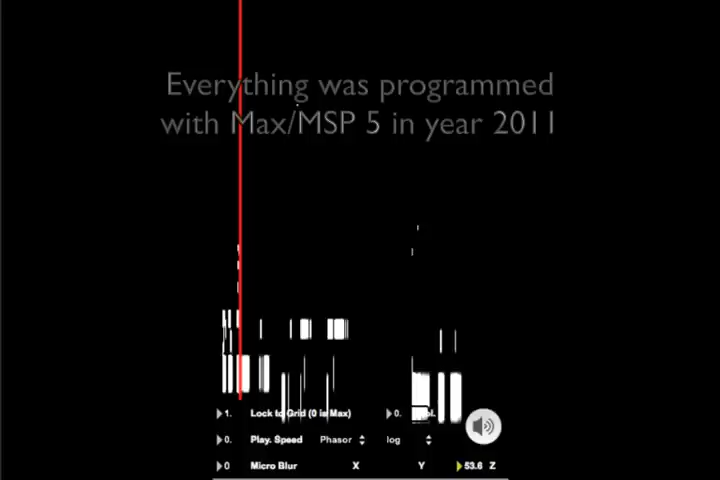 Everything was programmed
with Max/MSP 5 in year 2011
1. Lock to Grid (0 is Max) 0.
0. Play. Speed Phasor log
0 Micro Blur X Y 53.6 Z